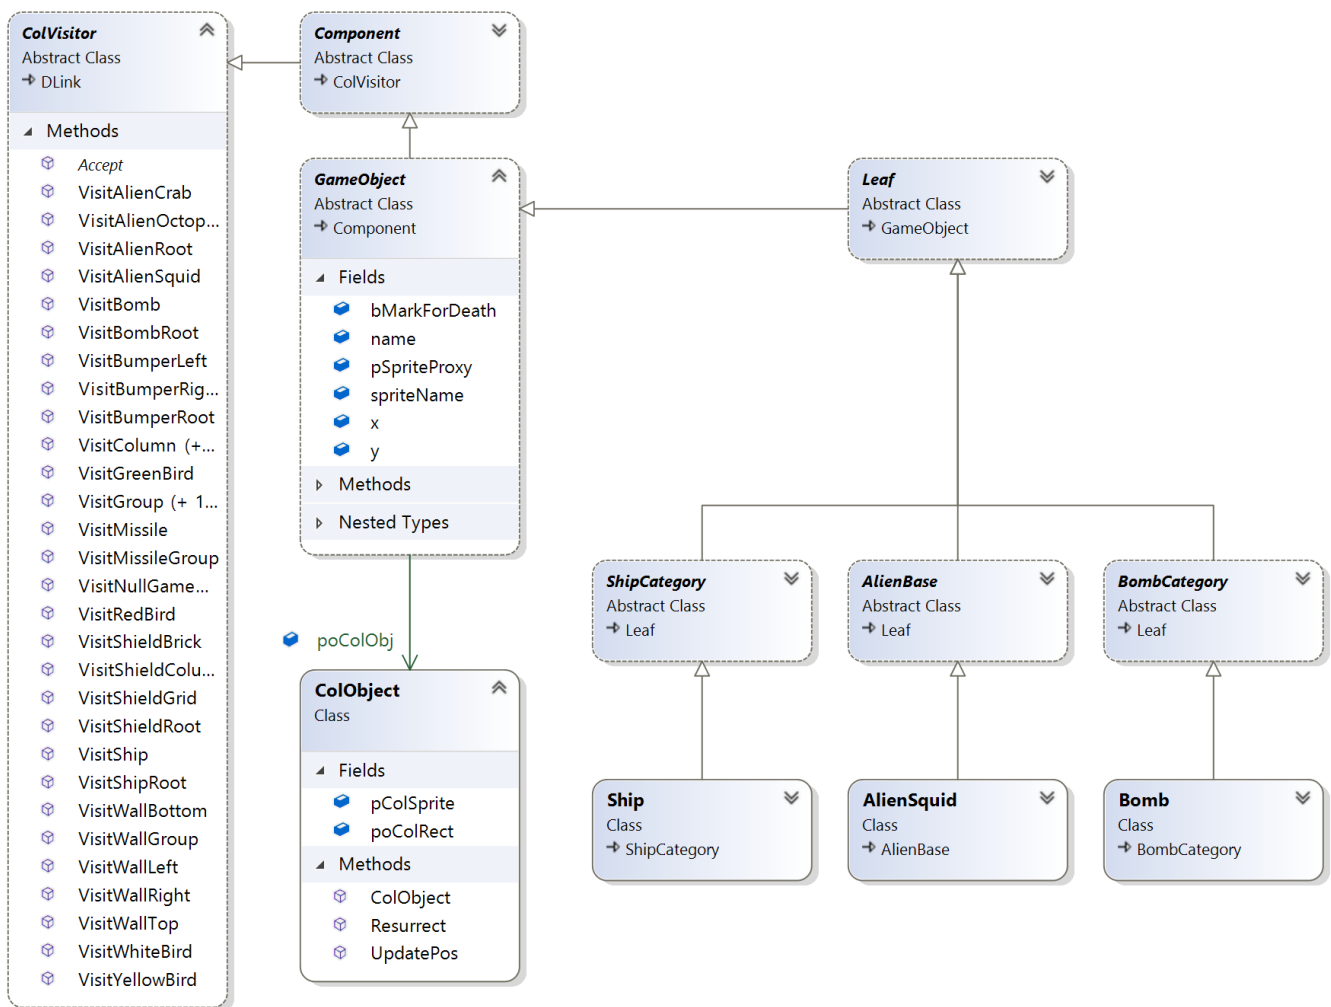 ColVisitor
Abstract Class
DLink
Methods
Accept
VisitAlienCrab
VisitAlienOctop...
VisitAlienRoot
VisitAlienSquid
VisitBomb
VisitBombRoot
VisitBumperLeft
VisitBumperRig...
VisitBumperRoot
VisitColumn (+...
VisitGreenBird
VisitGroup (+ 1...
VisitMissile
VisitMissileGroup
VisitNullGame...
VisitRedBird
VisitShieldBrick
VisitShieldColu...
VisitShieldGrid
VisitShieldRoot
VisitShip
VisitShipRoot
VisitWallBottom
VisitWallGroup
VisitWallLeft
VisitWallRight
VisitWallTop
VisitWhiteBird
VisitYellowBird
Component
Abstract Class
ColVisitor
GameObject
Abstract Class
Component
Fields
bMarkForDeath
name
pSpriteProxy
spriteName
x
y
Methods
Nested Types
poColObj
ColObject
Class
Fields
pColSprite
poColRect
Methods
ColObject
Resurrect
UpdatePos
Leaf
Abstract Class
GameObject
ShipCategory
Abstract Class
Leaf
AlienBase
Abstract Class
Leaf
BombCategory
Abstract Class
Leaf
Ship
Class
ShipCategory
AlienSquid
Class
AlienBase
Bomb
Class
BombCategory